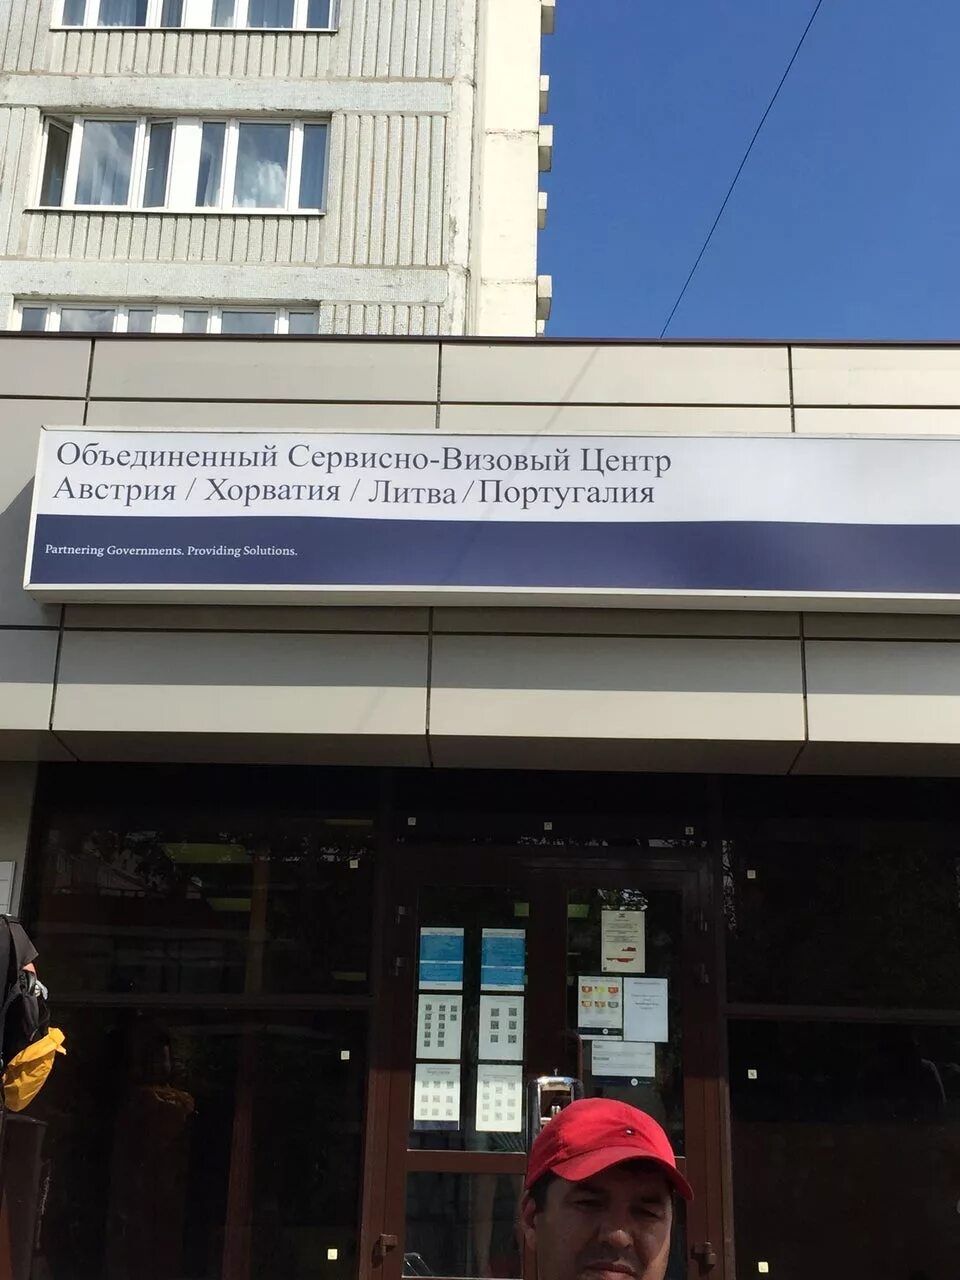 Объединенный Сервисно-Визовый Центр
Австрия / Хорватия / Литва / Португалия
Partnering Governments. Providing Solutions.